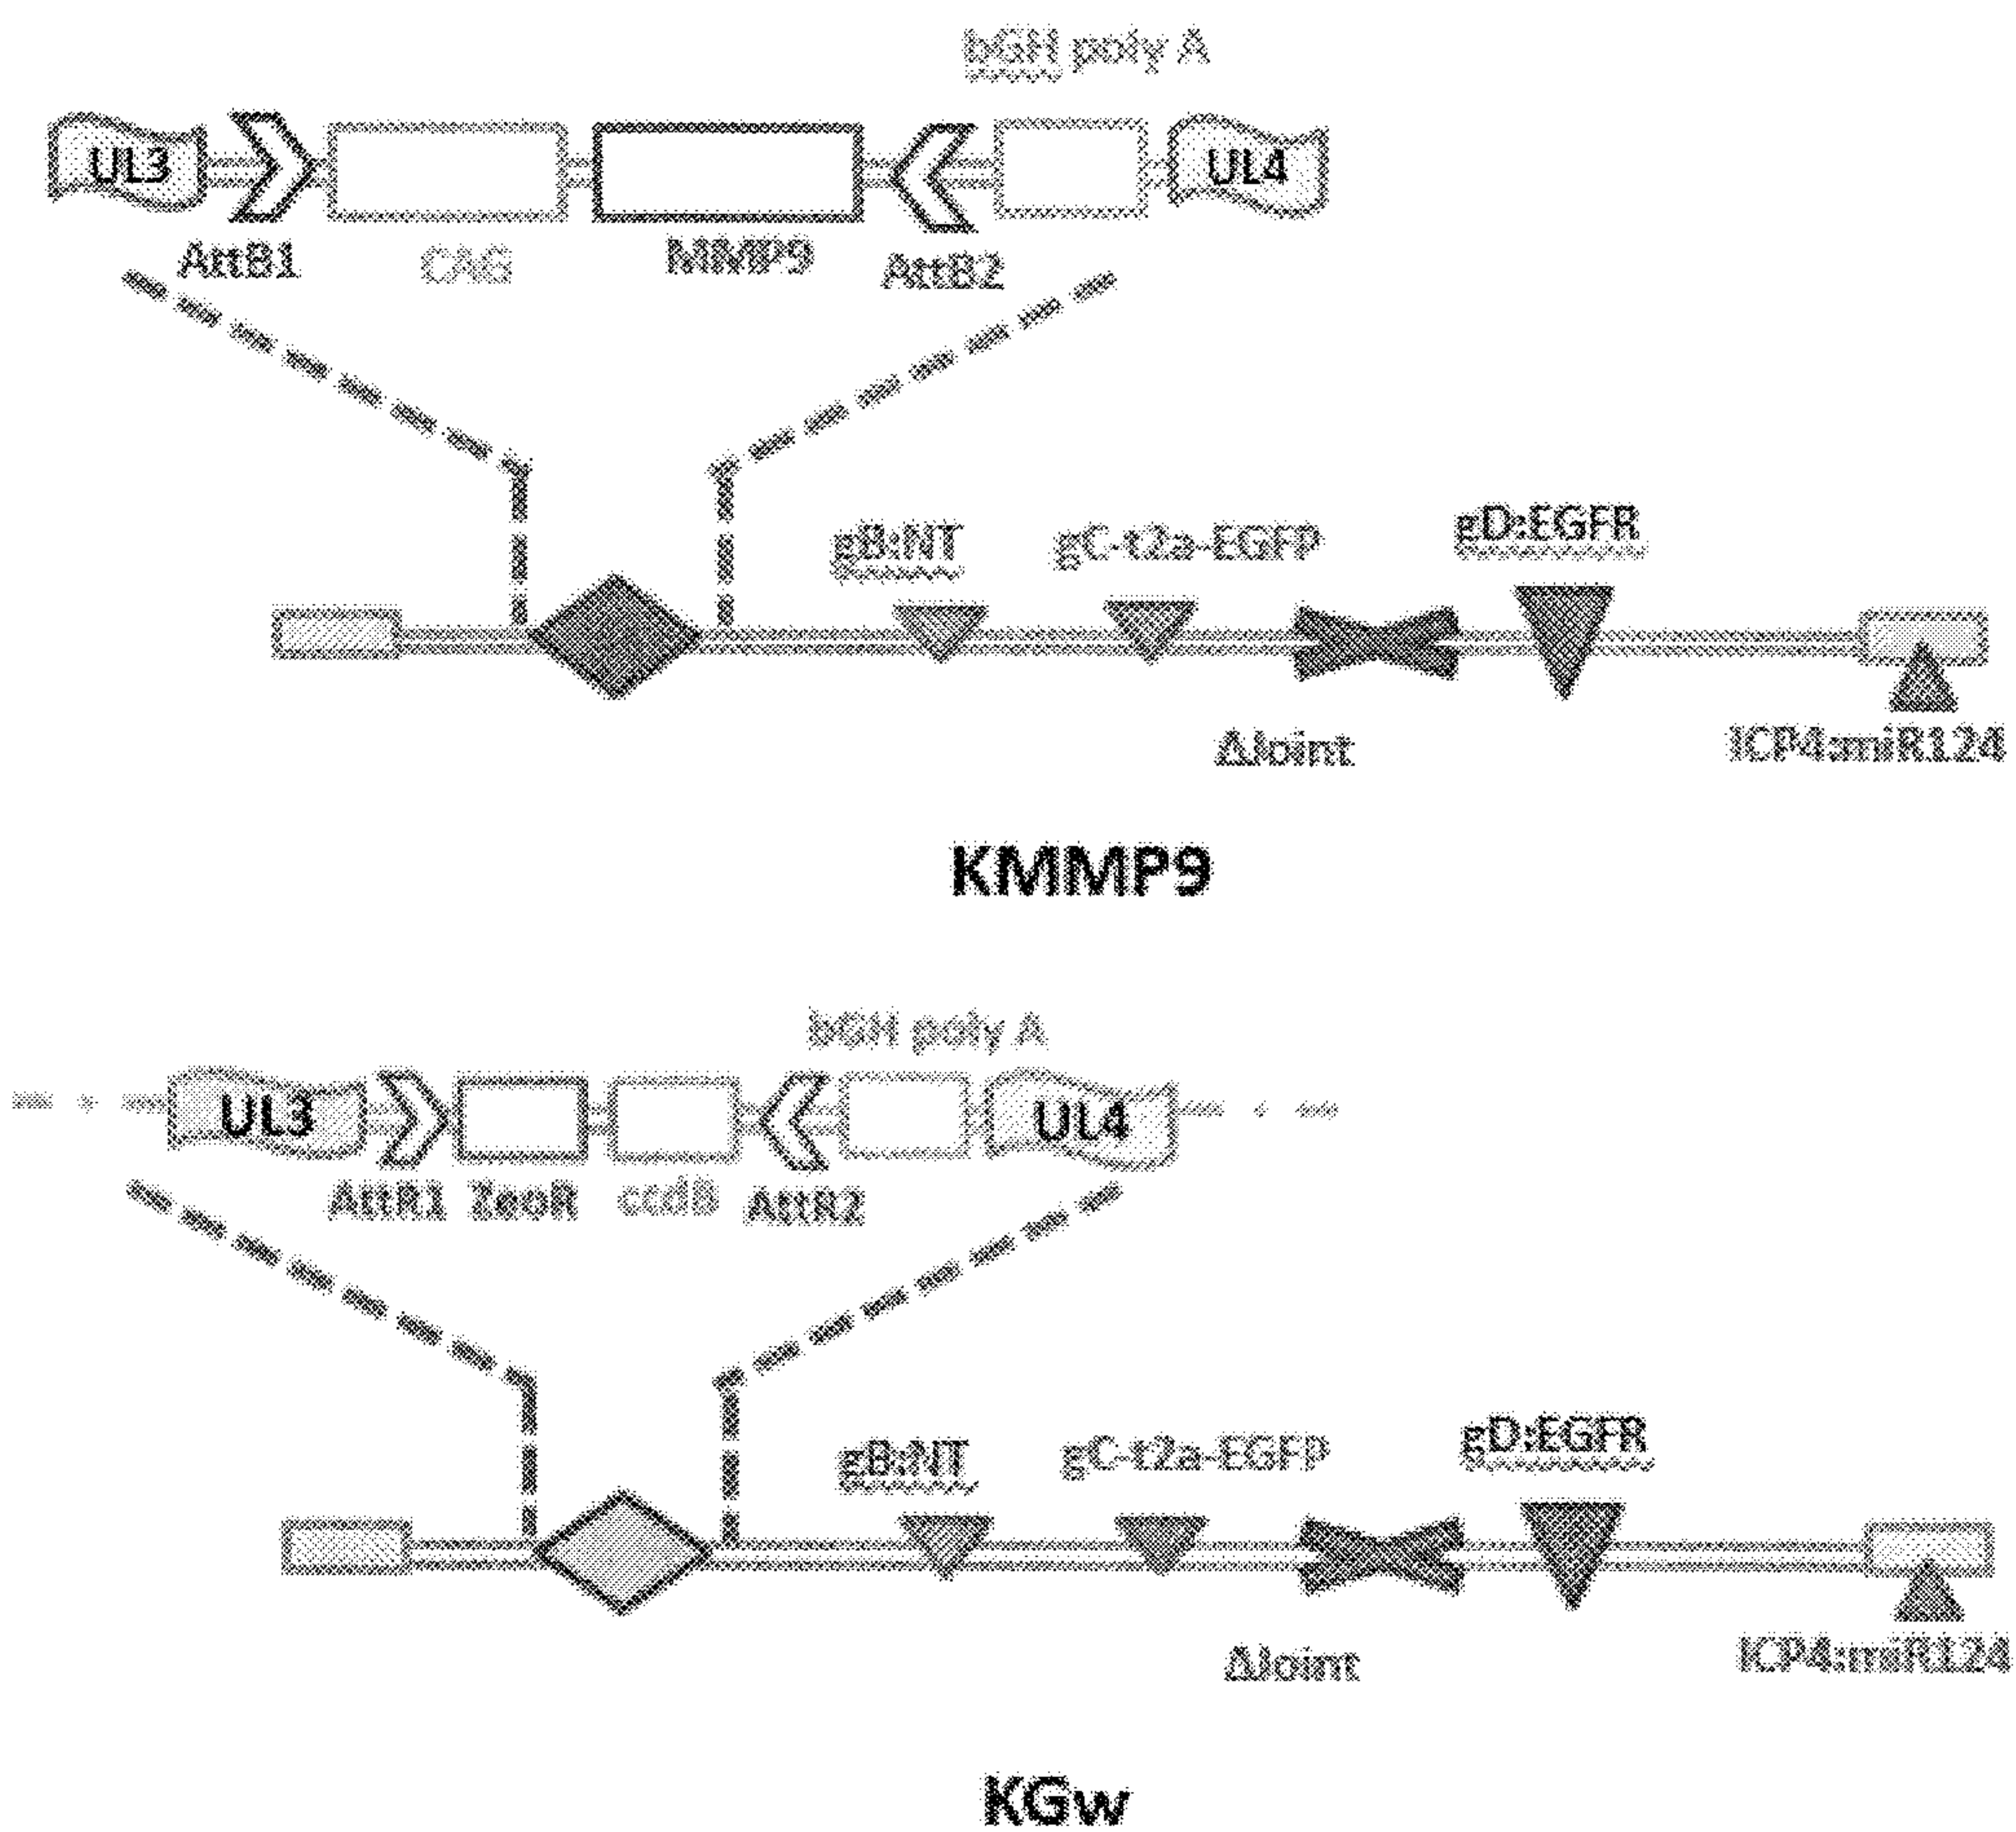 bGH poly A
UL3 UL4
AttB1 CAG MMP9 AttB2
gB:NT gC-t2a-EGFP gD:EGFR
ΔJoint ICP4:miR124
KMMP9
bGH poly A
UL3 UL4
AttR1 ZeoR ccdB AttR2
gB:NT gC-t2a-EGFP gD:EGFR
ΔJoint ICP4:miR124
KGw